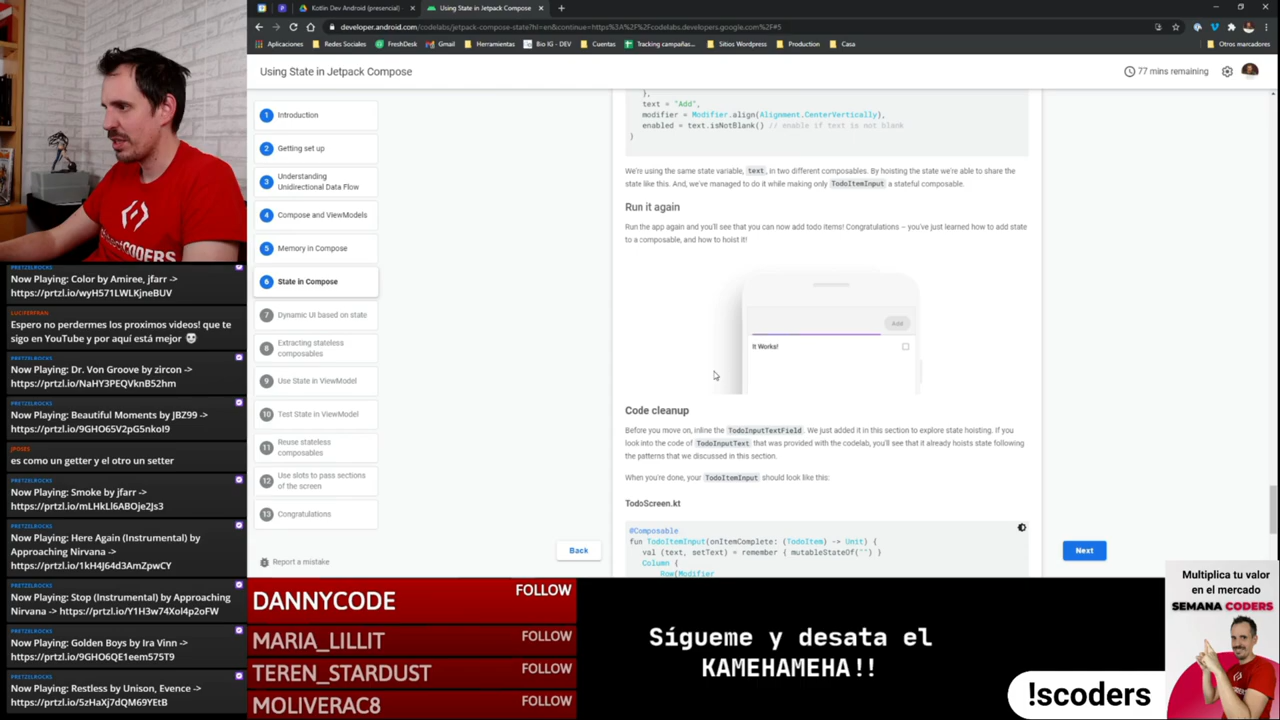 Kotlin Dev Android (presencial)
Using State in Jetpack Compose
developer.android.com/codelabs/jetpack-compose-state?hl=en&continue=https%3A%2F%2Fcodelabs.developers.google.com%2F#5
Aplicaciones
Redes Sociales
FreshDesk
Gmail
Herramientas
Bio IG - DEV
Cuentas
Tracking campañas...
Sitios Wordpress
Production
Casa
Otros marcadores
Using State in Jetpack Compose
77 mins remaining
1 Introduction
2 Getting set up
3 Understanding
Unidirectional Data Flow
4 Compose and ViewModels
5 Memory in Compose
6 State in Compose
7 Dynamic UI based on state
8 Extracting stateless
composables
9 Use State in ViewModel
10 Test State in ViewModel
11 Reuse stateless
composables
12 Use slots to pass sections
of the screen
13 Congratulations
Report a mistake
},
text = "Add",
modifier = Modifier.align(Alignment.CenterVertically),
enabled = text.isNotBlank() // enable if text is not blank
)
We're using the same state variable, text, in two different composables. By hoisting the state we're able to share the
state like this. And, we've managed to do it while making only TodoItemInput a stateful composable.
Run it again
Run the app again and you'll see that you can now add todo items! Congratulations – you've just learned how to add state
to a composable, and how to hoist it!
Add
It Works!
Code cleanup
Before you move on, inline the TodoInputTextField. We just added it in this section to explore state hoisting. If you
look into the code of TodoInputText that was provided with the codelab, you'll see that it already hoists state following
the patterns that we discussed in this section.
When you're done, your TodoItemInput should look like this:
TodoScreen.kt
@Composable
fun TodoItemInput(onItemComplete: (TodoItem) -> Unit) {
val (text, setText) = remember { mutableStateOf("") }
Column {
Row(Modifier
Back
Next
CODERS
PRETZELROCKS
Now Playing: Color by Amiree, jfarr ->
https://prtzl.io/wyH571LWLKjneBUV
LUCIFERFRAN
Espero no perdermes los proximos videos! que te
sigo en YouTube y por aquí está mejor
PRETZELROCKS
Now Playing: Dr. Von Groove by zircon ->
https://prtzl.io/NaHY3PEQVknB52hm
PRETZELROCKS
Now Playing: Beautiful Moments by JBZ99 ->
https://prtzl.io/9GHOG65V2pG5nkoI9
JPDIES
es como un getter y el otro un setter
PRETZELROCKS
Now Playing: Smoke by jfarr ->
https://prtzl.io/mLHkLl6ABOje2Js3
PRETZELROCKS
Now Playing: Here Again (Instrumental) by
Approaching Nirvana ->
https://prtzl.io/NH4J64d3AmZpwCY
PRETZELROCKS
Now Playing: Stop (Instrumental) by Approaching
Nirvana -> https://prtzl.io/Y1H3w74Xol4p2oFW
PRETZELROCKS
Now Playing: Golden Boys by Ira Vinn ->
https://prtzl.io/9GHO6QE1eem575T9
PRETZELROCKS
Now Playing: Restless by Unison, Evence ->
https://prtzl.io/5zHaXj7dQM69YEtB
DANNYCODE FOLLOW
MARIA_LILLIT FOLLOW
TEREN_STARDUST FOLLOW
MOLIVERAC8 FOLLOW
Sígueme y desata el
KAMEHAMEHA!!
Multiplica tu valor
en el mercado
SEMANA CODERS
!scoders